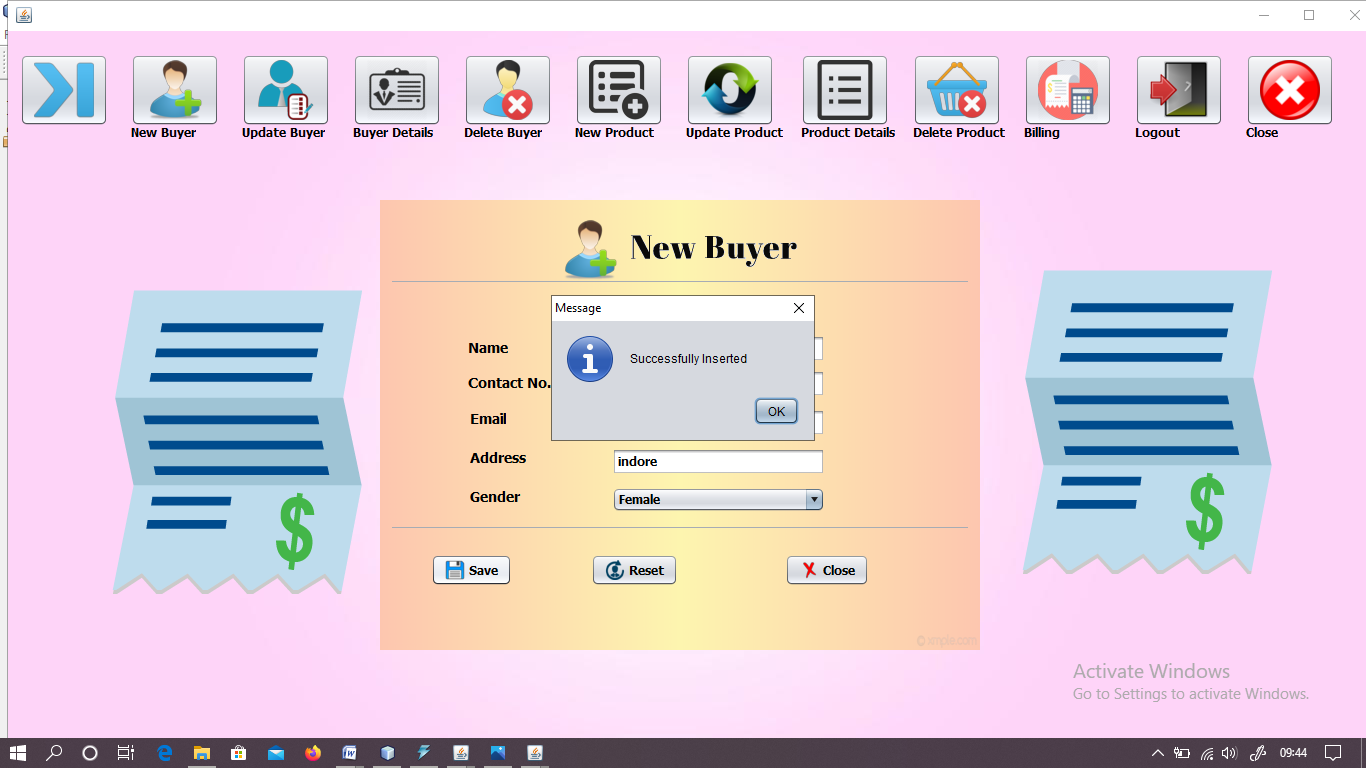 New Buyer
Update Buyer
Buyer Details
Delete Buyer
New Product
Update Product
Product Details
Delete Product
Billing
Logout
Close
New Buyer
Message
Successfully Inserted
OK
Name
Contact No.
Email
Address
indore
Gender
Female
Save
Reset
Close
Activate Windows
Go to Settings to activate Windows.
09:44